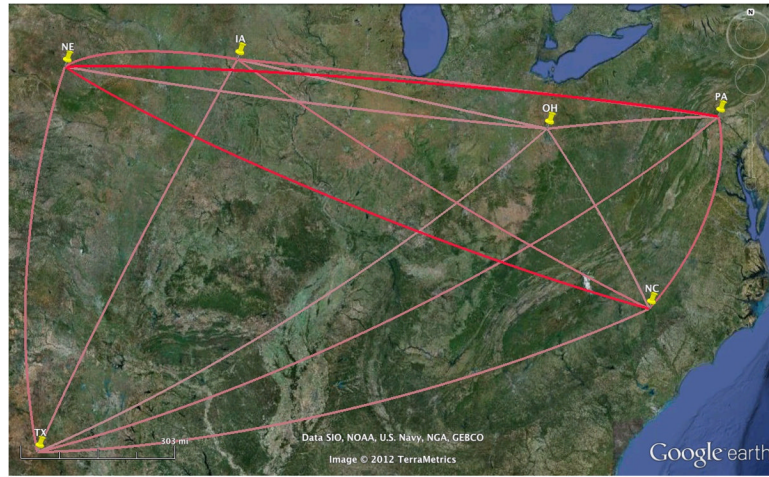 N
NE
IA
PA
OH
NC
TX
303 mi
Data SIO, NOAA, U.S. Navy, NGA, GEBCO
Image © 2012 TerraMetrics
Google earth